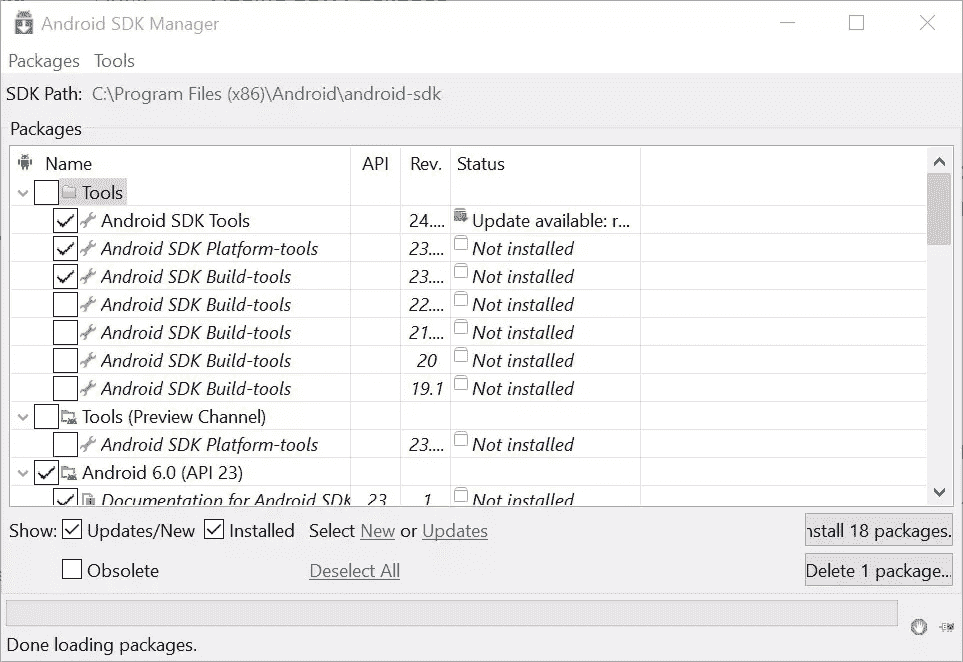 Android SDK Manager
Packages Tools
SDK Path: C:\Program Files (x86)\Android\android-sdk
Packages
Name API Rev. Status
Tools
Android SDK Tools 24.... Update available: r...
Android SDK Platform-tools 23.... Not installed
Android SDK Build-tools 23.... Not installed
Android SDK Build-tools 22.... Not installed
Android SDK Build-tools 21.... Not installed
Android SDK Build-tools 20 Not installed
Android SDK Build-tools 19.1 Not installed
Tools (Preview Channel)
Android SDK Platform-tools 23.... Not installed
Android 6.0 (API 23)
Documentation for Android SDK 23 1 Not installed
Show: Updates/New Installed Select New or Updates nstall 18 packages.
Obsolete Deselect All Delete 1 package...
Done loading packages.